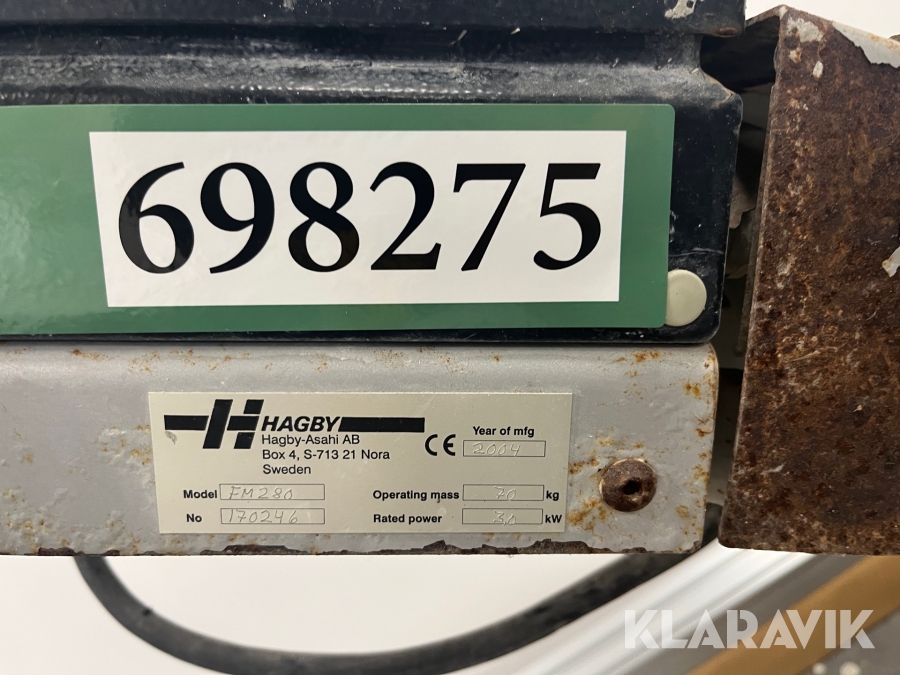 698275
HAGBY
Hagby-Asahi AB
Box 4, S-713 21 Nora
Sweden
CE
Year of mfg
2004
Model FM280
Operating mass 70 kg
No 170246
Rated power 3.0 kW
KLARAVIK